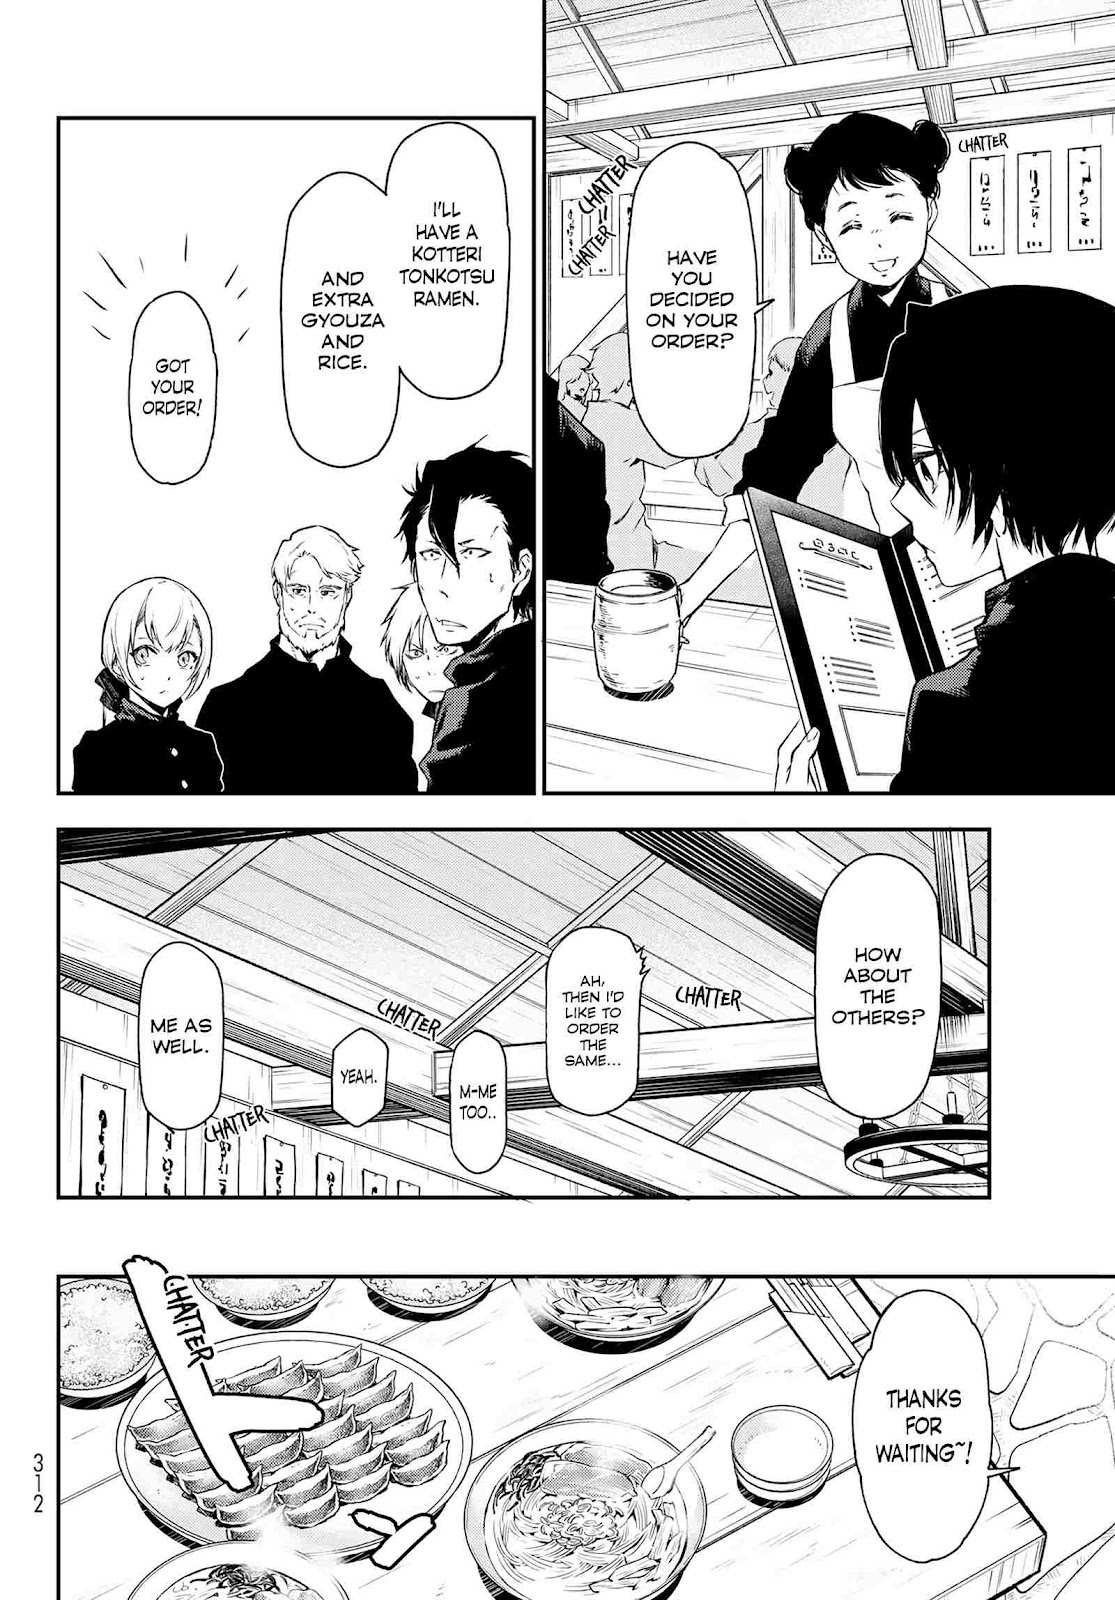 CHATTER
CHATTER
CHATTER
HAVE
YOU
DECIDED
ON YOUR
ORDER?
I'LL
HAVE A
KOTTERI
TONKOTSU
RAMEN.
AND
EXTRA
GYOUZA
AND
RICE.
GOT
YOUR
ORDER!
HOW
ABOUT
THE
OTHERS?
CHATTER
AH,
THEN I'D
LIKE TO
ORDER
THE
SAME...
M-ME
TOO..
CHATTER
YEAH.
ME AS
WELL.
CHATTER
THANKS
FOR
WAITING~!
CHATTER
312